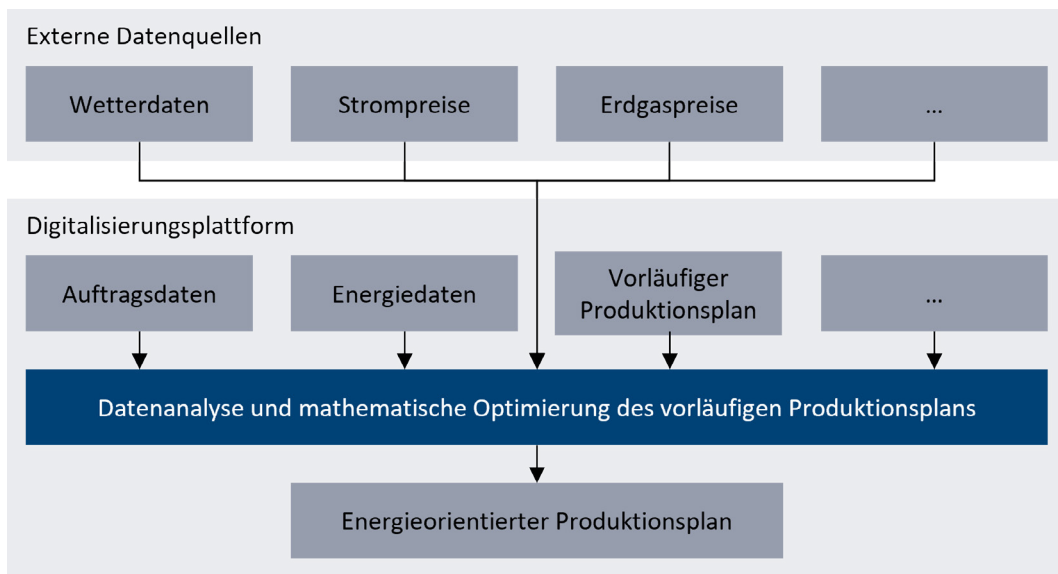 Externe Datenquellen
Wetterdaten
Strompreise
Erdgaspreise
...
Digitalisierungsplattform
Auftragsdaten
Energiedaten
Vorläufiger
Produktionsplan
...
Datenanalyse und mathematische Optimierung des vorläufigen Produktionsplans
Energieorientierter Produktionsplan